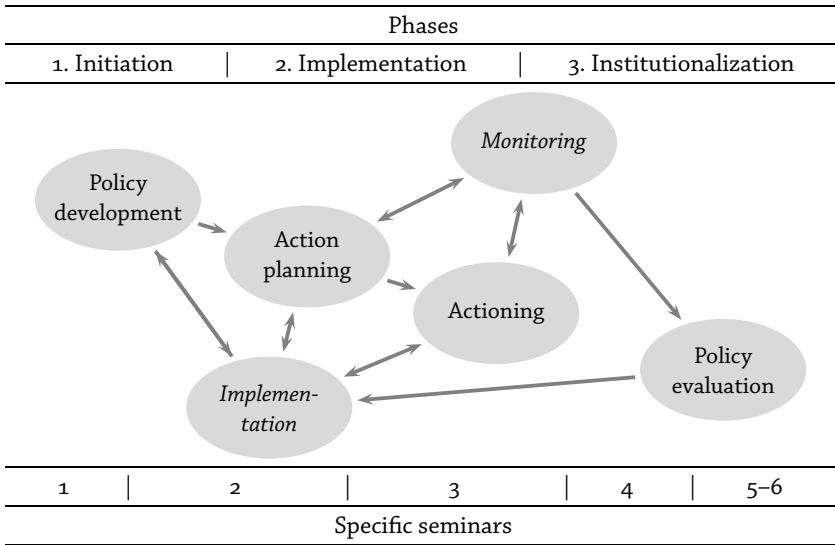 Phases
1. Initiation | 2. Implementation | 3. Institutionalization
Monitoring
Policy
development
Action
planning
Actioning
Policy
evaluation
Implemen-
tation
1 | 2 | 3 | 4 | 5–6
Specific seminars